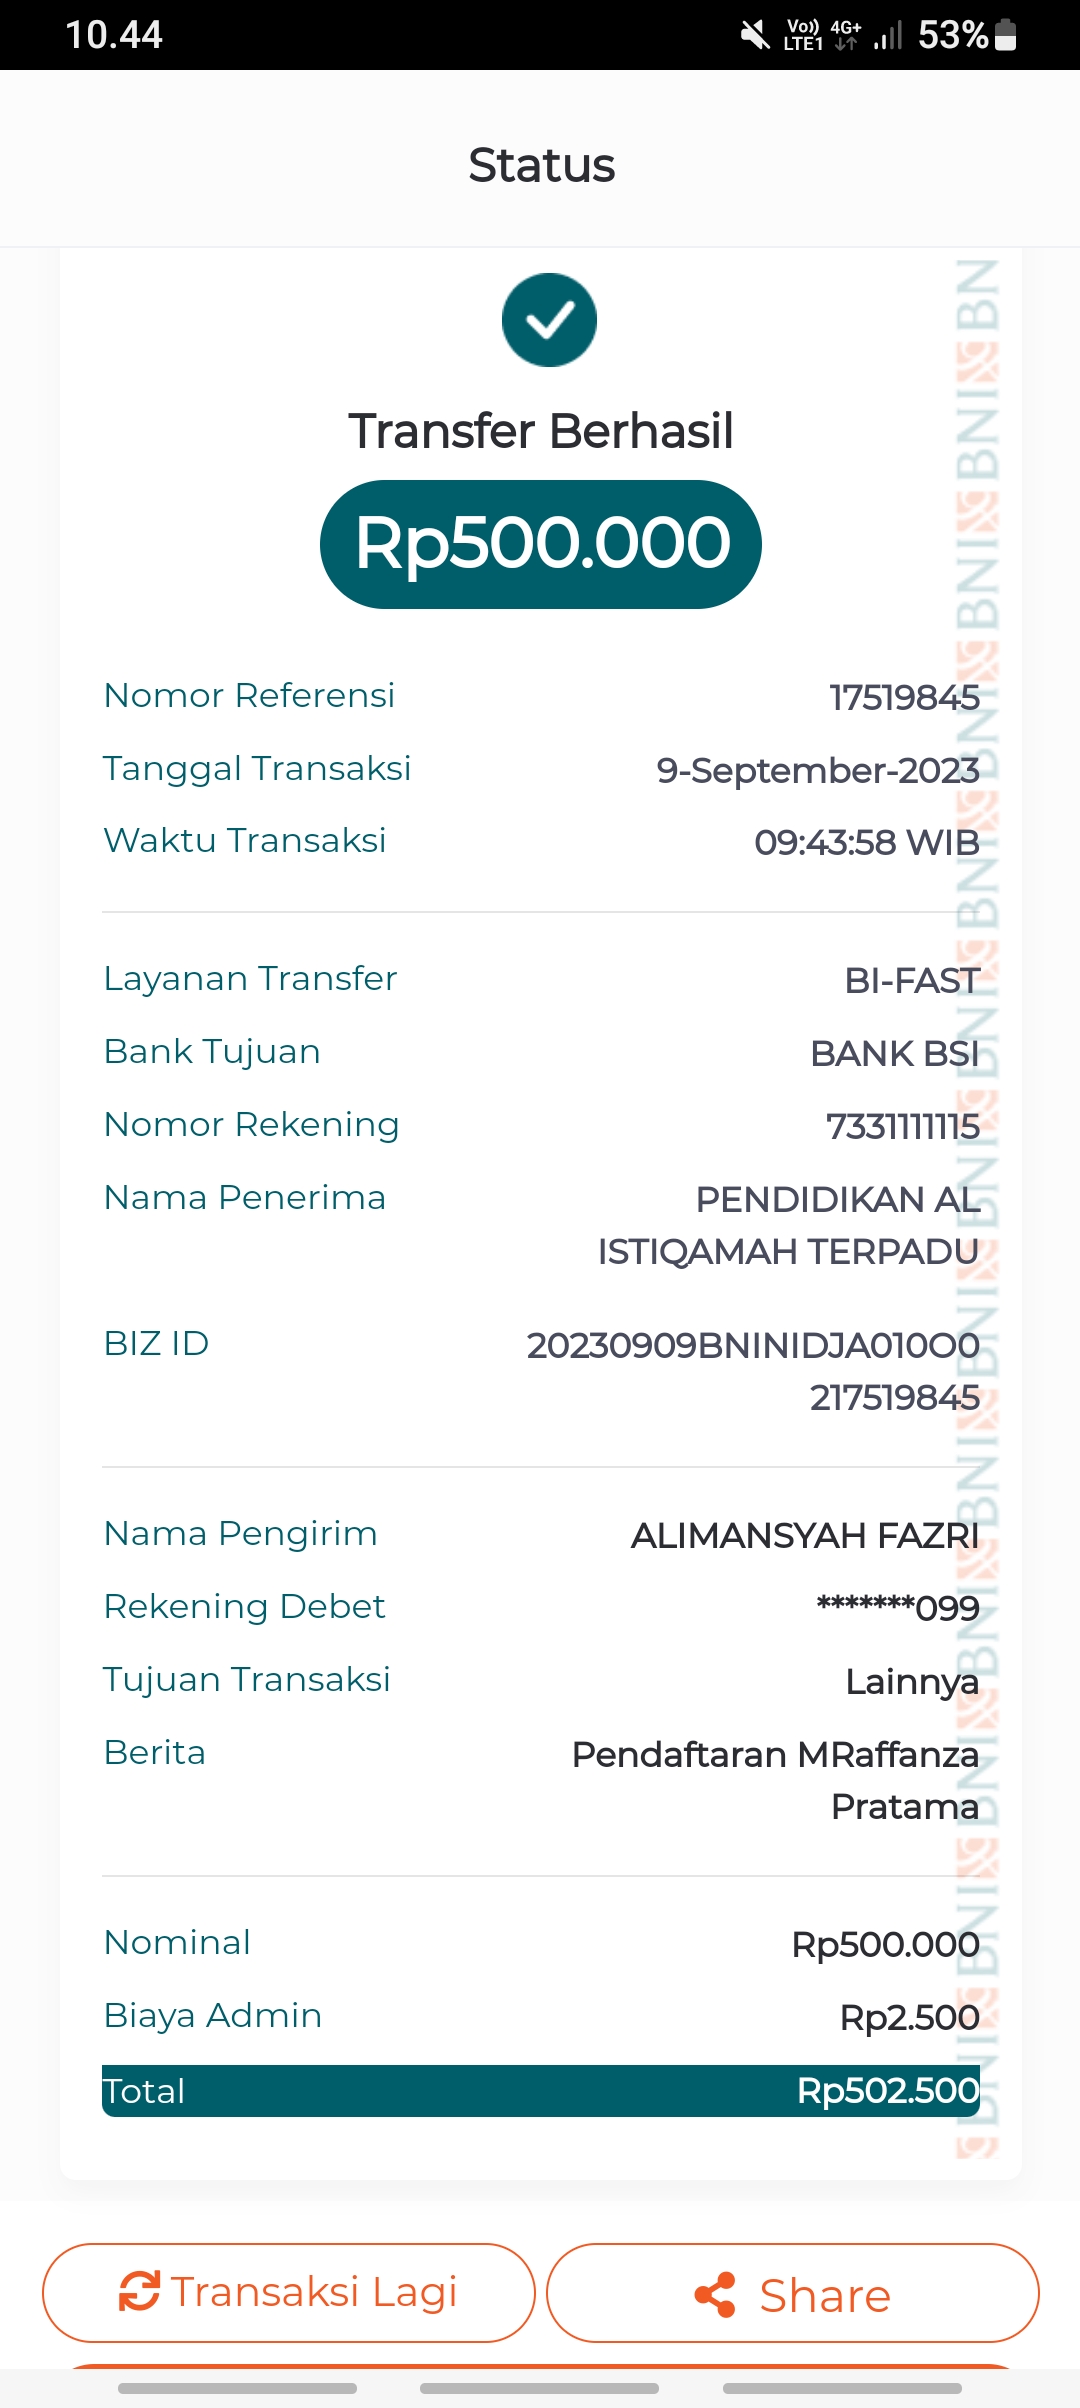 10.44
Vo)) LTE1 4G+ 53%
Status
Transfer Berhasil
Rp500.000
Nomor Referensi 17519845
Tanggal Transaksi 9-September-2023
Waktu Transaksi 09:43:58 WIB
Layanan Transfer BI-FAST
Bank Tujuan BANK BSI
Nomor Rekening 7331111115
Nama Penerima PENDIDIKAN AL
ISTIQAMAH TERPADU
BIZ ID 20230909BNINIDJA010O0
217519845
Nama Pengirim ALIMANSYAH FAZRI
Rekening Debet *******099
Tujuan Transaksi Lainnya
Berita Pendaftaran MRaffanza
Pratama
Nominal Rp500.000
Biaya Admin Rp2.500
Total Rp502.500
BNI BNI BNI BNI BNI BNI BNI BNI BNI BNI BNI BNI BN
Transaksi Lagi
Share